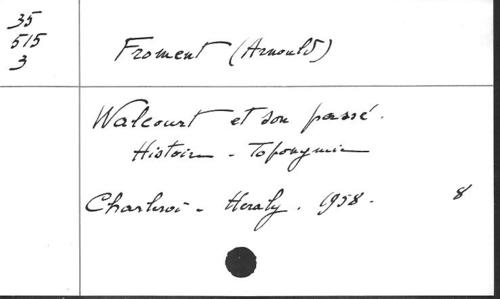 35
515
3
Froment (Arnould)
Walcourt et son passé.
Histoire - Toponymie
Charleroi - Heraly. 1958.
8